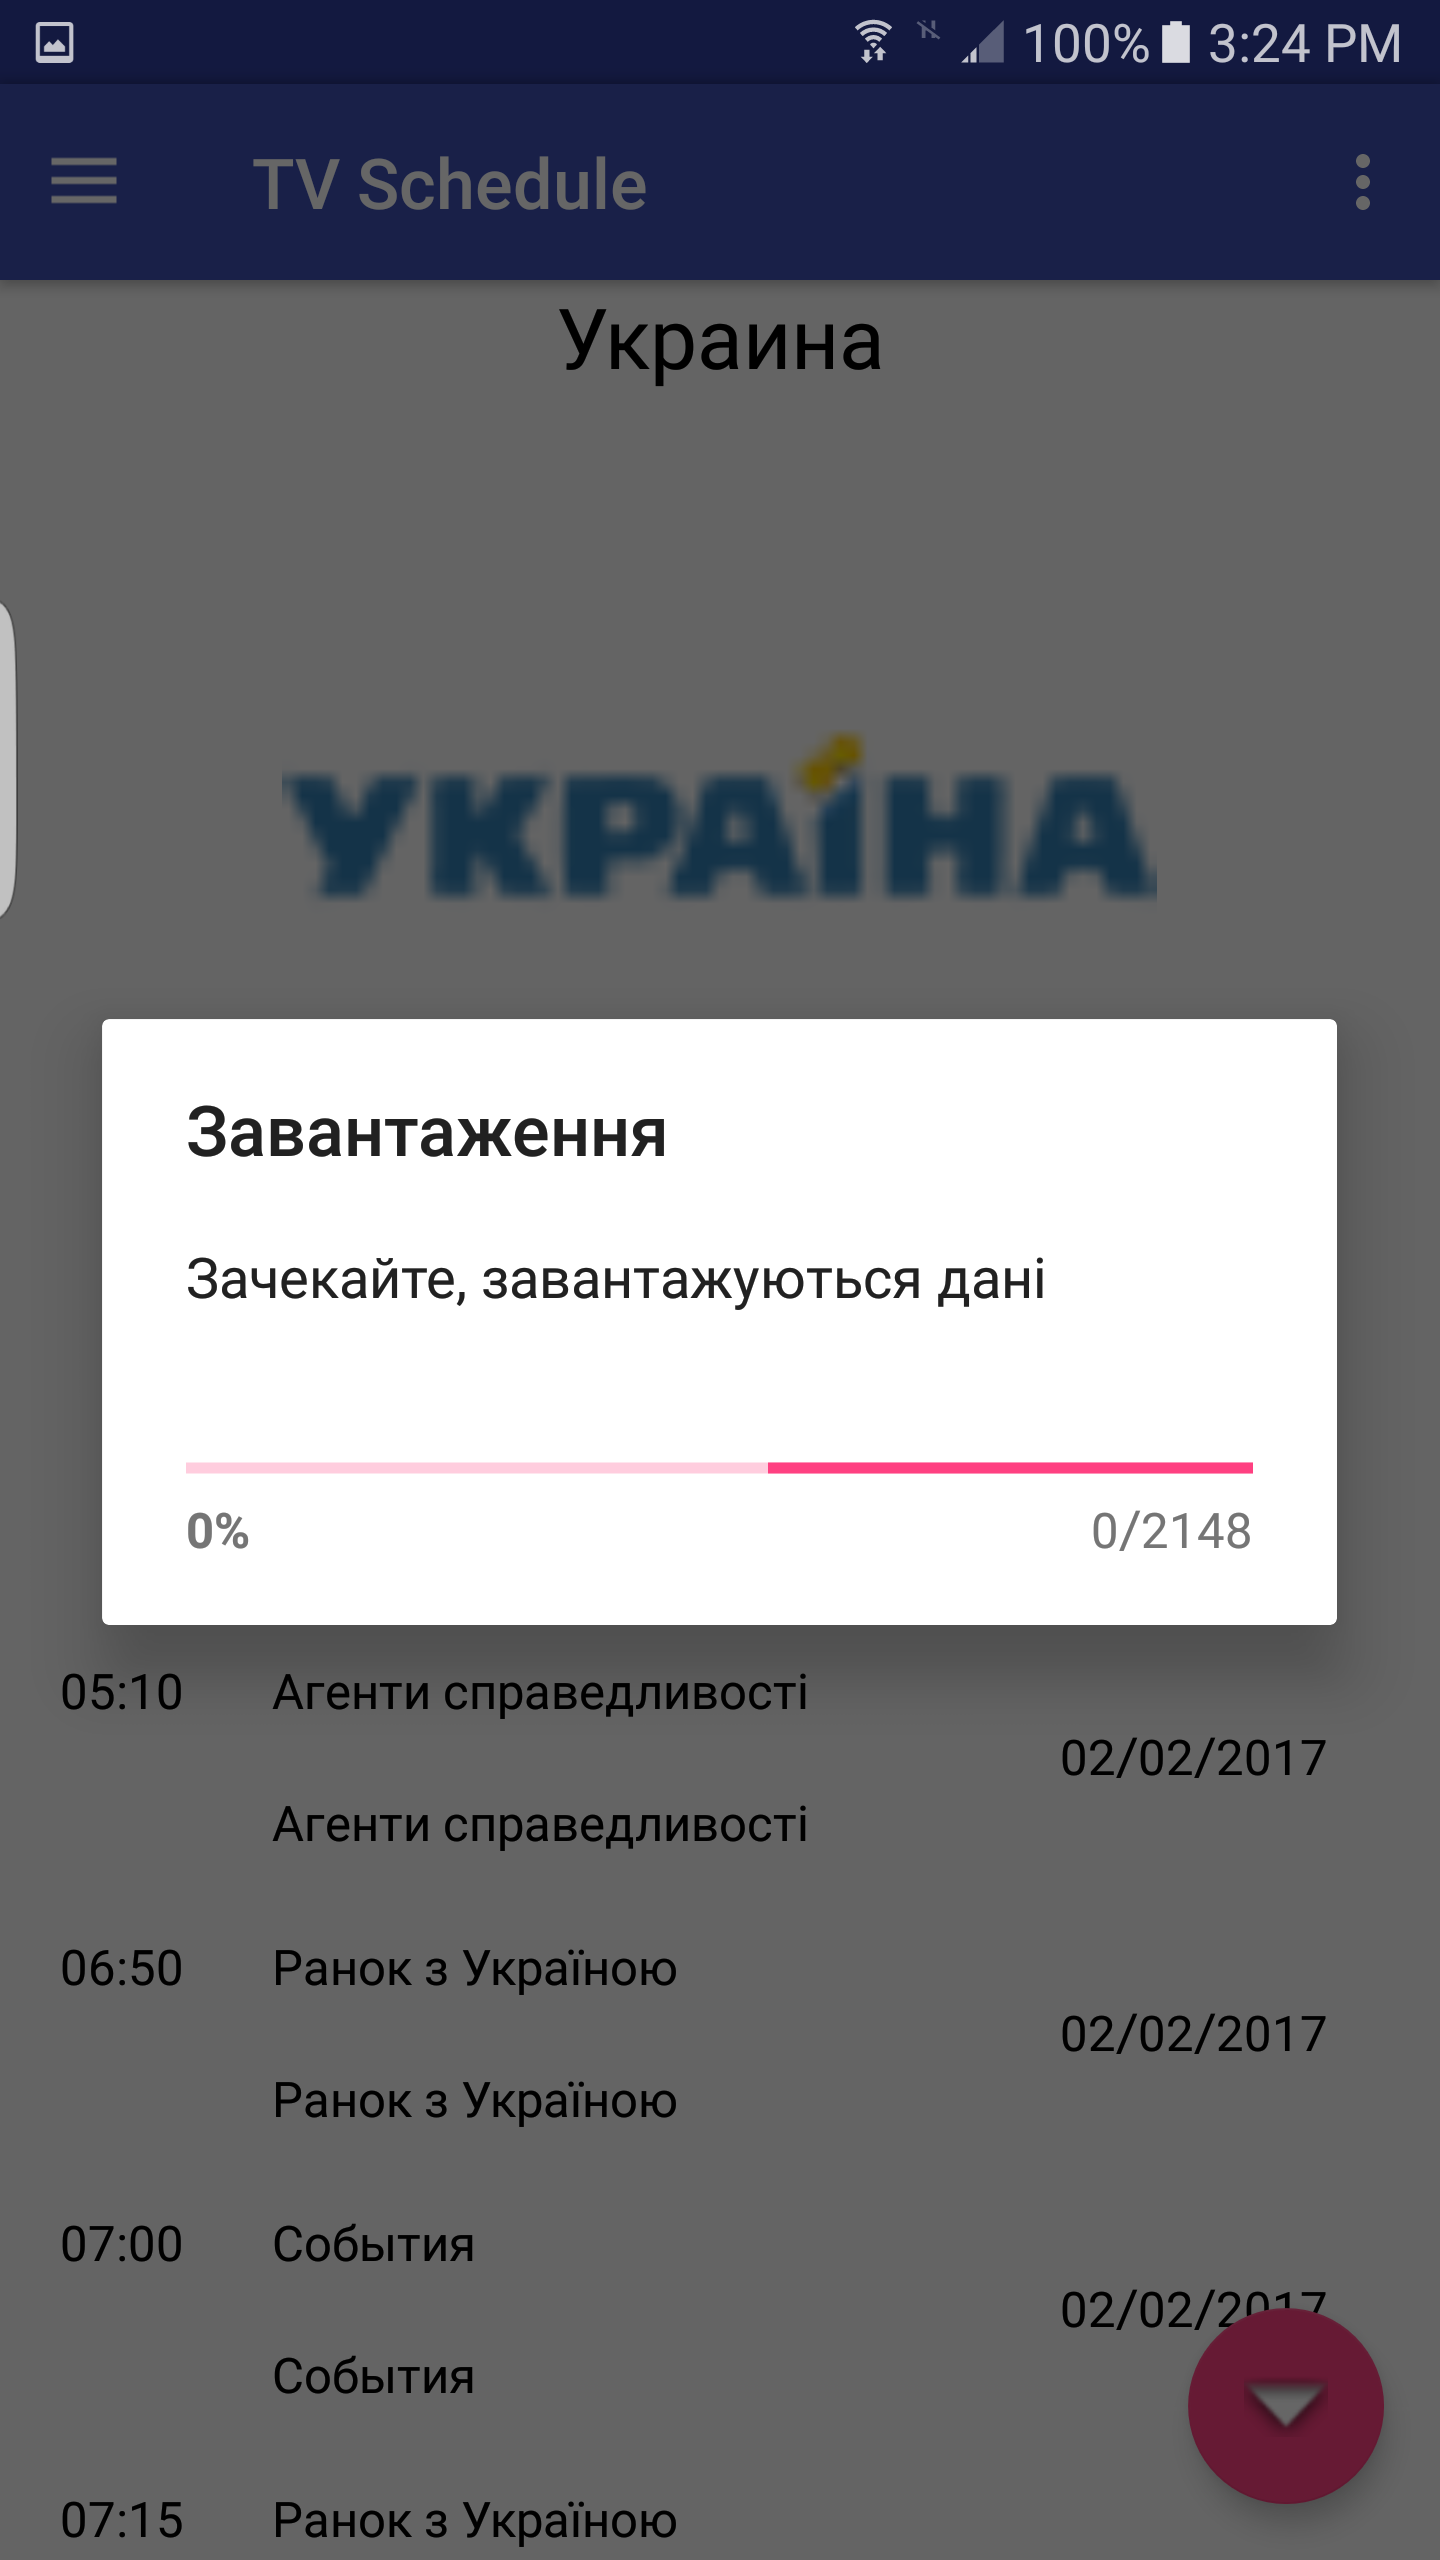 100% 3:24 PM
TV Schedule
Украина
УКРАЇНА
Завантаження
Зачекайте, завантажуються дані
0% 0/2148
05:10 Агенти справедливості
02/02/2017
Агенти справедливості
06:50 Ранок з Україною
02/02/2017
Ранок з Україною
07:00 События
02/02/2017
События
07:15 Ранок з Україною